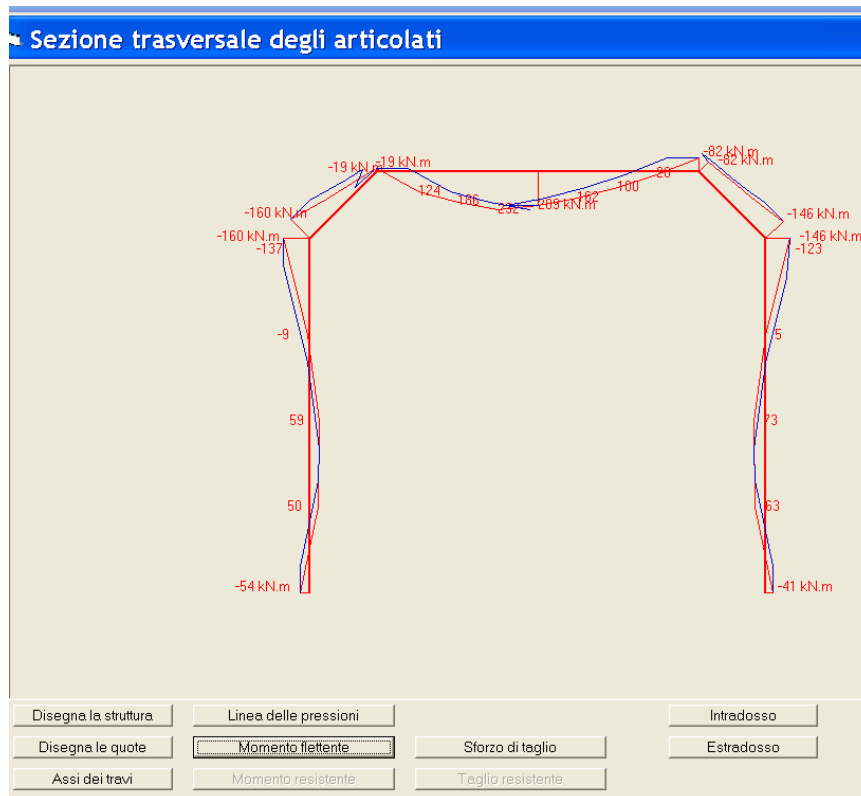 Sezione trasversale degli articolati
-82 kN.m
-82 kN.m
-19 kN.m
-19 kN.m
20
124
186
232
209 kN.m
162
100
-160 kN.m
-146 kN.m
-160 kN.m
-146 kN.m
-137
-123
-9
5
59
73
50
63
-54 kN.m
-41 kN.m
Disegna la struttura
Linea delle pressioni
Intradosso
Disegna le quote
Momento flettente
Sforzo di taglio
Estradosso
Assi dei travi
Momento resistente
Taglio resistente